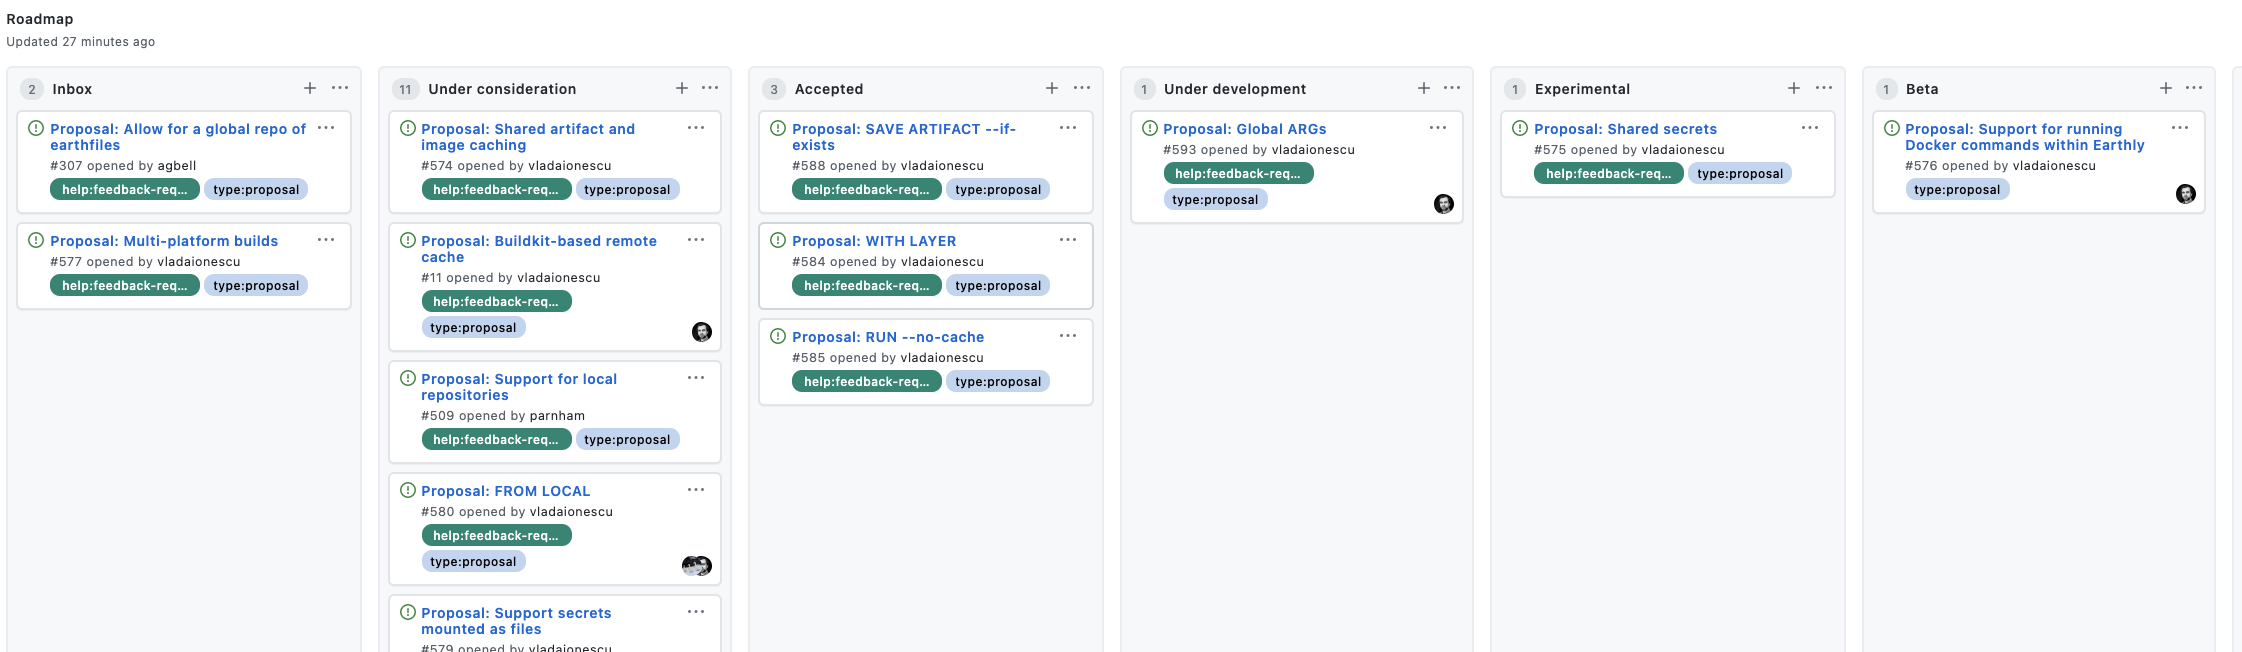 Roadmap
Updated 27 minutes ago
2 Inbox
Proposal: Allow for a global repo of
earthfiles
#307 opened by agbell
help:feedback-req... type:proposal
Proposal: Multi-platform builds
#577 opened by vladaionescu
help:feedback-req... type:proposal
11 Under consideration
Proposal: Shared artifact and
image caching
#574 opened by vladaionescu
help:feedback-req... type:proposal
Proposal: Buildkit-based remote
cache
#11 opened by vladaionescu
help:feedback-req...
type:proposal
Proposal: Support for local
repositories
#509 opened by parnham
help:feedback-req... type:proposal
Proposal: FROM LOCAL
#580 opened by vladaionescu
help:feedback-req...
type:proposal
Proposal: Support secrets
mounted as files
#579 opened by vladaionescu
3 Accepted
Proposal: SAVE ARTIFACT --if-
exists
#588 opened by vladaionescu
help:feedback-req... type:proposal
Proposal: WITH LAYER
#584 opened by vladaionescu
help:feedback-req... type:proposal
Proposal: RUN --no-cache
#585 opened by vladaionescu
help:feedback-req... type:proposal
1 Under development
Proposal: Global ARGs
#593 opened by vladaionescu
help:feedback-req...
type:proposal
1 Experimental
Proposal: Shared secrets
#575 opened by vladaionescu
help:feedback-req... type:proposal
1 Beta
Proposal: Support for running
Docker commands within Earthly
#576 opened by vladaionescu
type:proposal